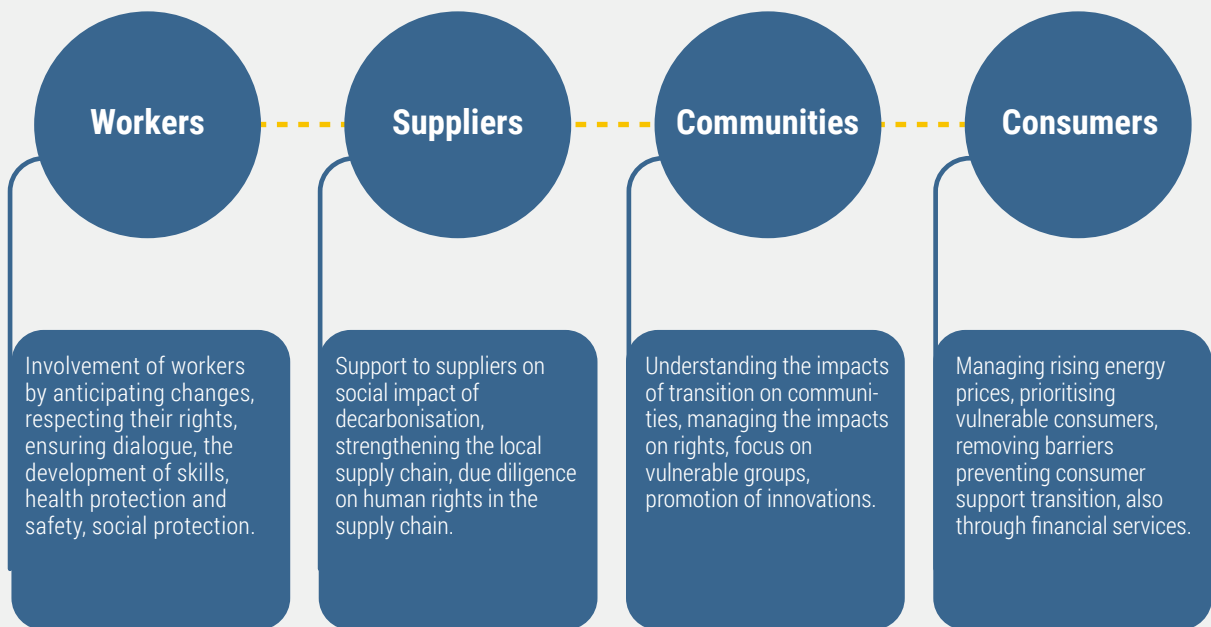 Workers
Suppliers
Communities
Consumers
Involvement of workers
by anticipating changes,
respecting their rights,
ensuring dialogue, the
development of skills,
health protection and
safety, social protection.
Support to suppliers on
social impact of
decarbonisation,
strengthening the local
supply chain, due diligence
on human rights in the
supply chain.
Understanding the impacts
of transition on communi-
ties, managing the impacts
on rights, focus on
vulnerable groups,
promotion of innovations.
Managing rising energy
prices, prioritising
vulnerable consumers,
removing barriers
preventing consumer
support transition, also
through financial services.